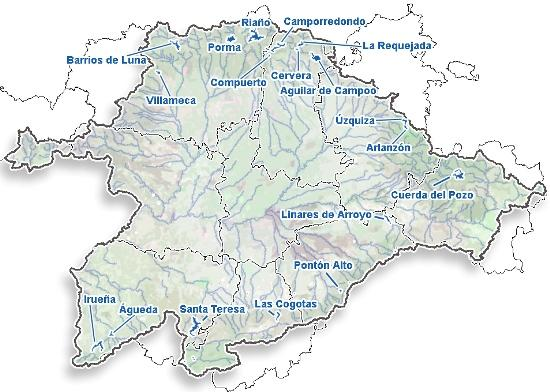 Riaño
Camporredondo
Porma
La Requejada
Barrios de Luna
Compuerto
Cervera
Aguilar de Campoo
Villameca
Úzquiza
Arlanzón
Cuerda del Pozo
Linares de Arroyo
Pontón Alto
Irueña
Águeda
Santa Teresa
Las Cogotas